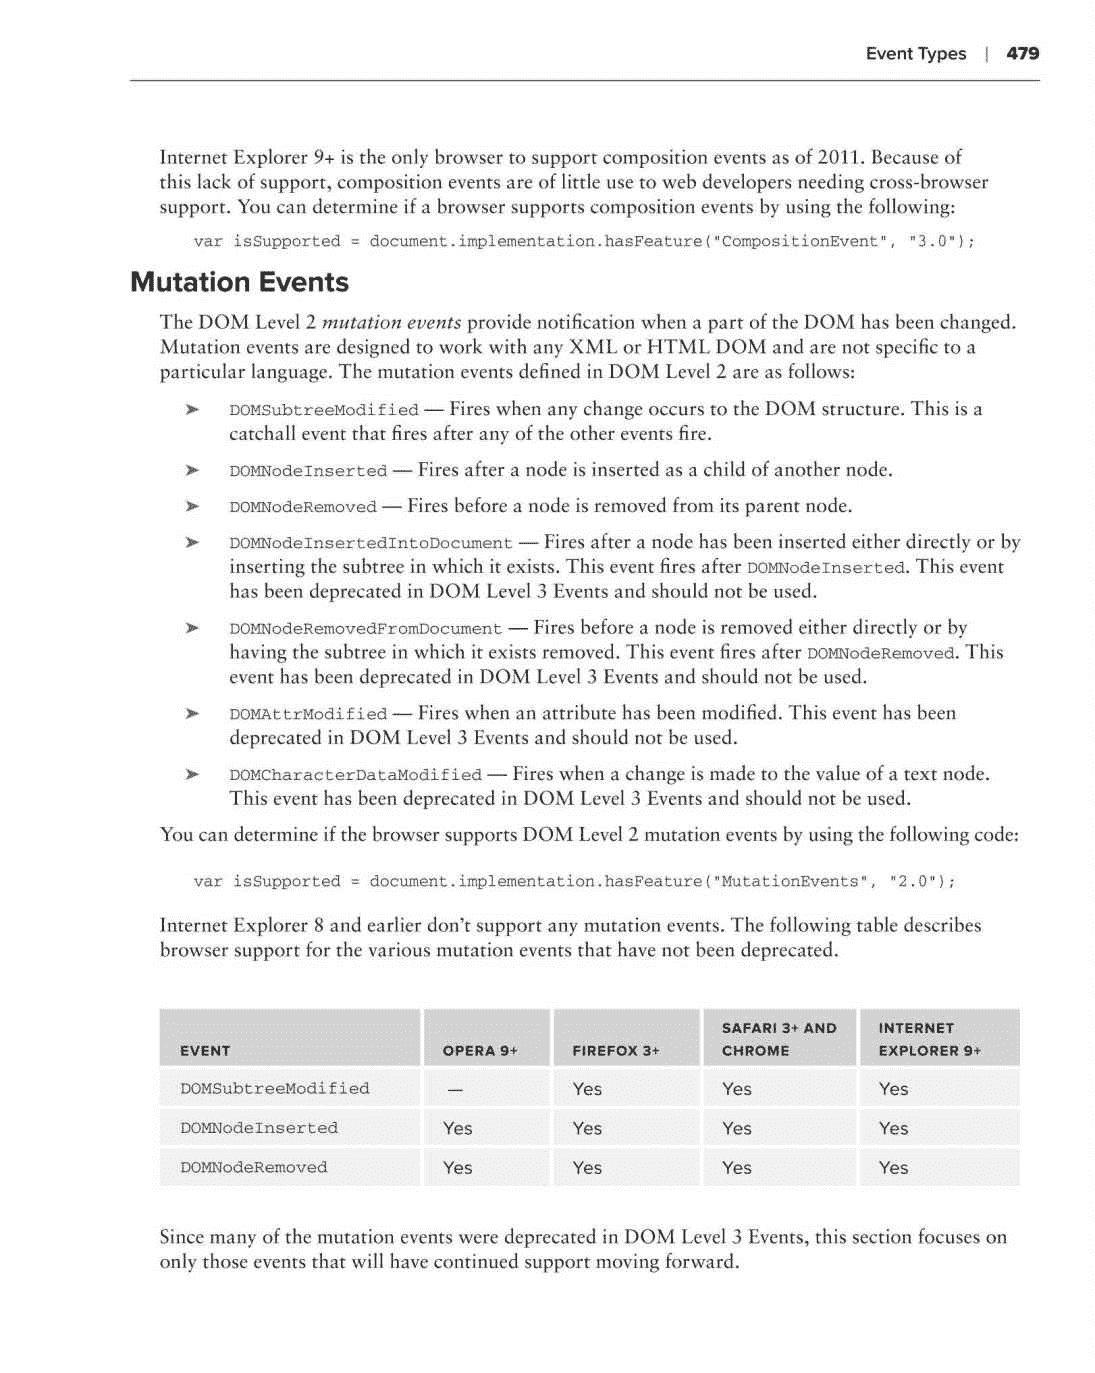 Event Types | 479
Internet Explorer 9+ is the only browser to support composition events as of 2011. Because of
this lack of support, composition events are of little use to web developers needing cross-browser
support. You can determine if a browser supports composition events by using the following:
var isSupported = document.implementation.hasFeature("CompositionEvent", "3.0");
Mutation Events
The DOM Level 2 mutation events provide notification when a part of the DOM has been changed.
Mutation events are designed to work with any XML or HTML DOM and are not specific to a
particular language. The mutation events defined in DOM Level 2 are as follows:
➤ DOMSubtreeModified — Fires when any change occurs to the DOM structure. This is a
catchall event that fires after any of the other events fire.
➤ DOMNodeInserted — Fires after a node is inserted as a child of another node.
➤ DOMNodeRemoved — Fires before a node is removed from its parent node.
➤ DOMNodeInsertedIntoDocument — Fires after a node has been inserted either directly or by
inserting the subtree in which it exists. This event fires after DOMNodeInserted. This event
has been deprecated in DOM Level 3 Events and should not be used.
➤ DOMNodeRemovedFromDocument — Fires before a node is removed either directly or by
having the subtree in which it exists removed. This event fires after DOMNodeRemoved. This
event has been deprecated in DOM Level 3 Events and should not be used.
➤ DOMAttrModified — Fires when an attribute has been modified. This event has been
deprecated in DOM Level 3 Events and should not be used.
➤ DOMCharacterDataModified — Fires when a change is made to the value of a text node.
This event has been deprecated in DOM Level 3 Events and should not be used.
You can determine if the browser supports DOM Level 2 mutation events by using the following code:
var isSupported = document.implementation.hasFeature("MutationEvents", "2.0");
Internet Explorer 8 and earlier don't support any mutation events. The following table describes
browser support for the various mutation events that have not been deprecated.
SAFARI 3+ AND INTERNET
EVENT OPERA 9+ FIREFOX 3+ CHROME EXPLORER 9+
DOMSubtreeModified — Yes Yes Yes
DOMNodeInserted Yes Yes Yes Yes
DOMNodeRemoved Yes Yes Yes Yes
Since many of the mutation events were deprecated in DOM Level 3 Events, this section focuses on
only those events that will have continued support moving forward.